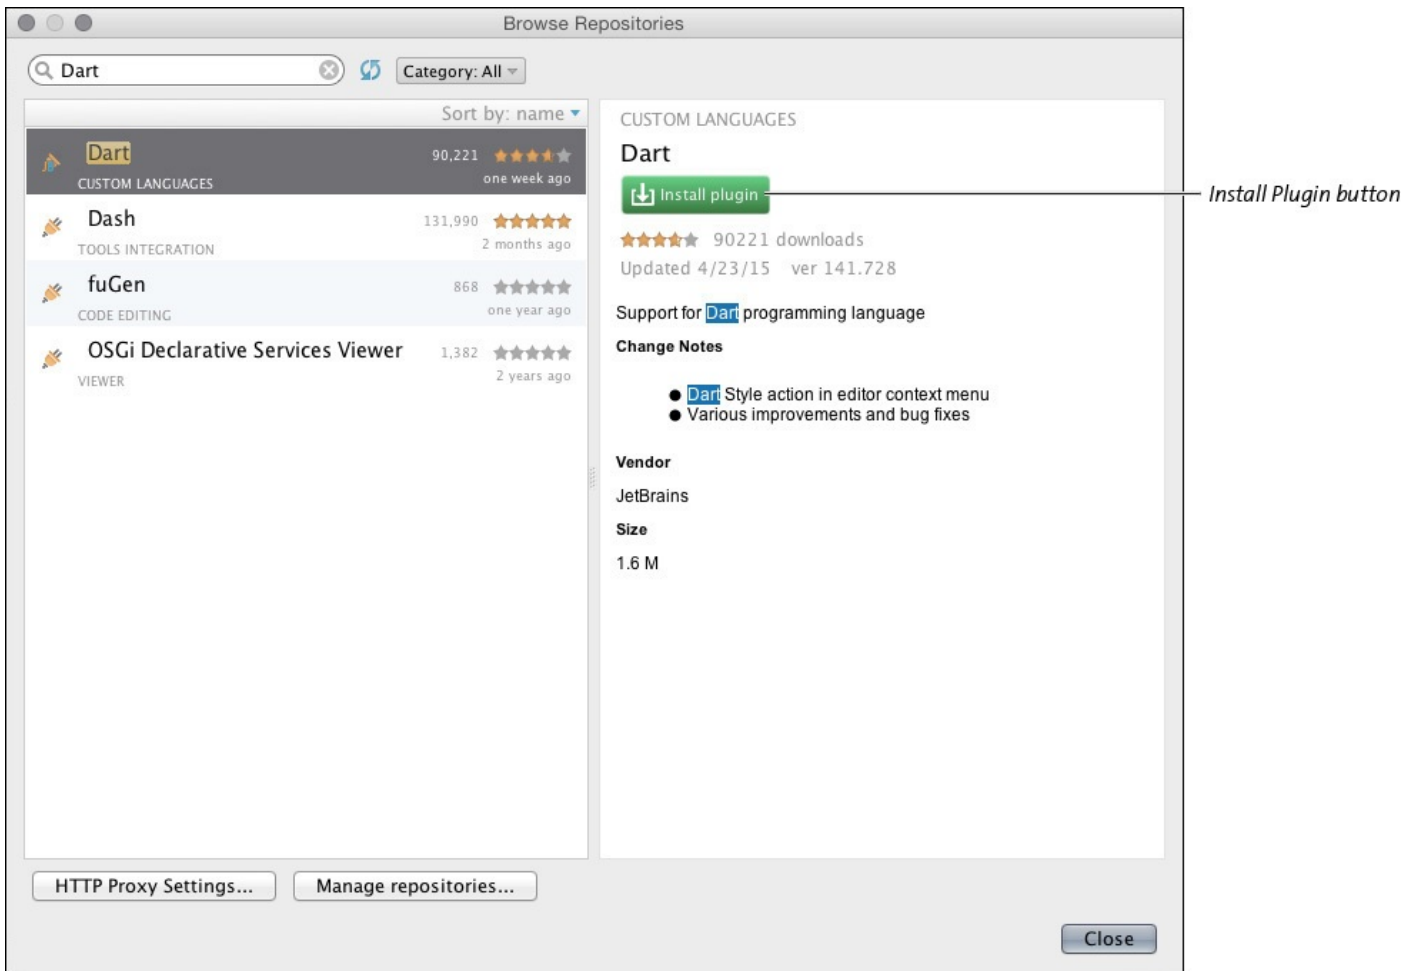 Browse Repositories
Dart
Category: All
Sort by: name
Dart 90,221
CUSTOM LANGUAGES one week ago
Dash 131,990
TOOLS INTEGRATION 2 months ago
fuGen 868
CODE EDITING one year ago
OSGi Declarative Services Viewer 1,382
VIEWER 2 years ago
CUSTOM LANGUAGES
Dart
Install plugin
Install Plugin button
90221 downloads
Updated 4/23/15 ver 141.728
Support for Dart programming language
Change Notes
● Dart Style action in editor context menu
● Various improvements and bug fixes
Vendor
JetBrains
Size
1.6 M
HTTP Proxy Settings...
Manage repositories...
Close